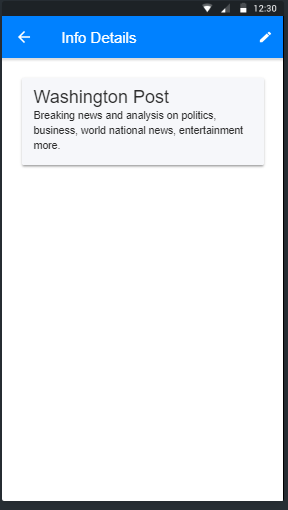 12:30
Info Details
Washington Post
Breaking news and analysis on politics,
business, world national news, entertainment
more.